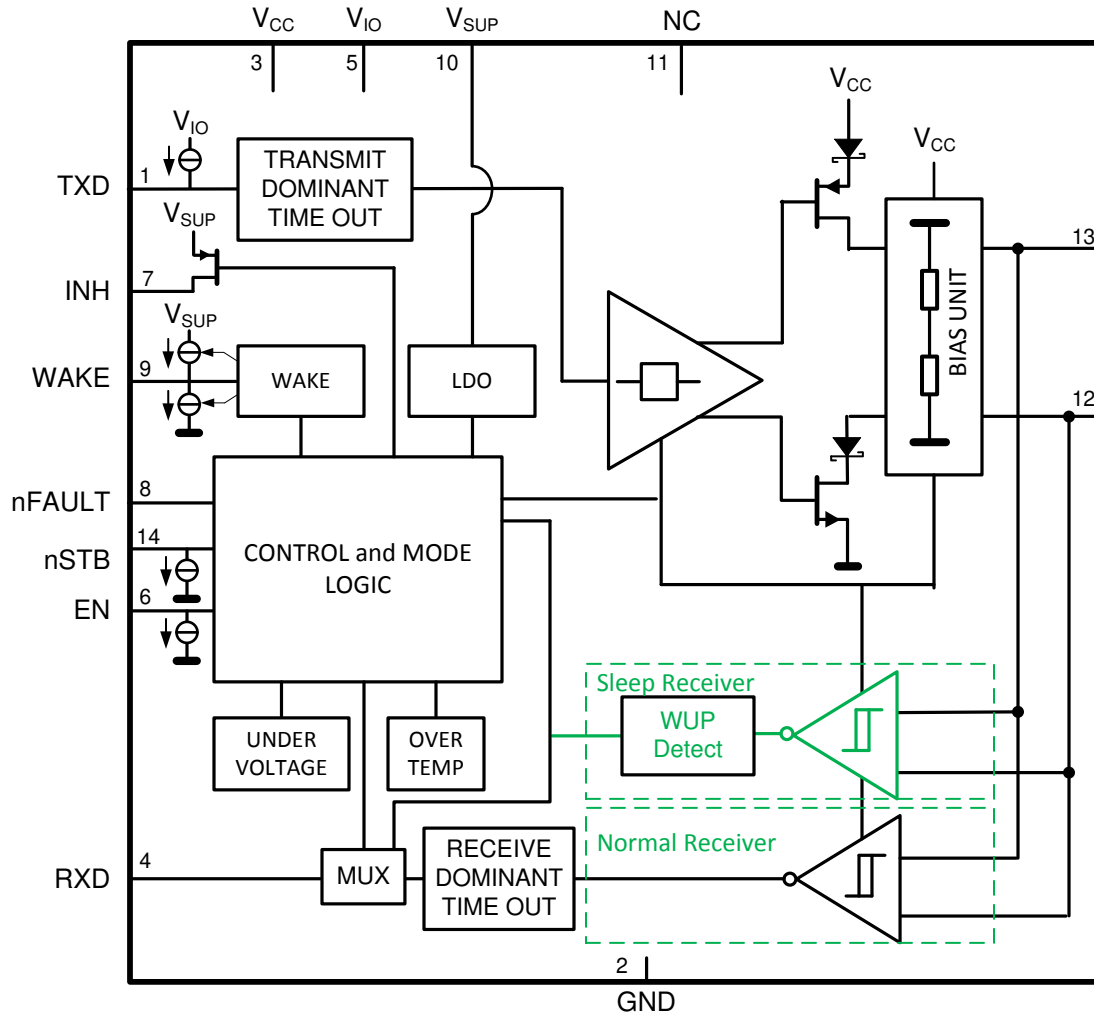 VCC
VIO
VSUP
NC
3
5
10
11
VCC
VIO
VCC
TXD
1
TRANSMIT
DOMINANT
TIME OUT
VSUP
13
INH
7
VSUP
BIAS UNIT
WAKE
9
WAKE
LDO
12
nFAULT
8
nSTB
14
CONTROL and MODE
LOGIC
EN
6
Sleep Receiver
WUP
Detect
UNDER
VOLTAGE
OVER
TEMP
Normal Receiver
RXD
4
MUX
RECEIVE
DOMINANT
TIME OUT
2
GND